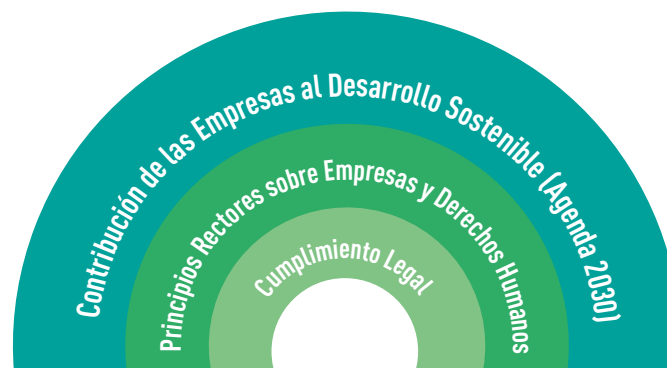 Contribución de las Empresas al Desarrollo Sostenible (Agenda 2030)
Principios Rectores sobre Empresas y Derechos Humanos
Cumplimiento Legal